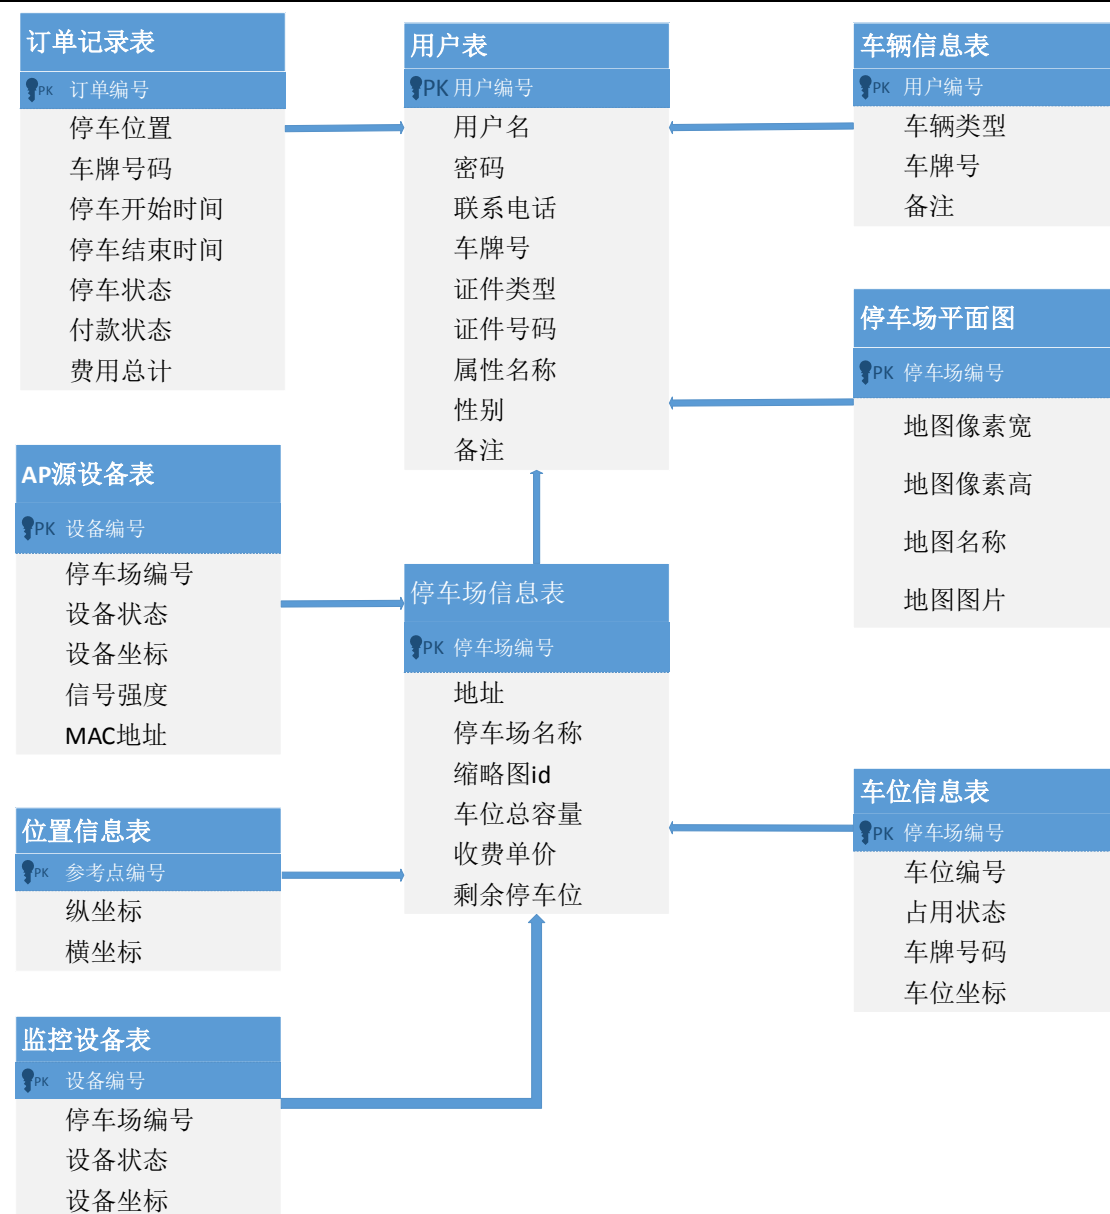 订单记录表
PK 订单编号
停车位置
车牌号码
停车开始时间
停车结束时间
停车状态
付款状态
费用总计
用户表
PK 用户编号
用户名
密码
联系电话
车牌号
证件类型
证件号码
属性名称
性别
备注
车辆信息表
PK 用户编号
车辆类型
车牌号
备注
停车场平面图
PK 停车场编号
地图像素宽
地图像素高
地图名称
地图图片
AP源设备表
PK 设备编号
停车场编号
设备状态
设备坐标
信号强度
MAC地址
停车场信息表
PK 停车场编号
地址
停车场名称
缩略图id
车位总容量
收费单价
剩余停车位
车位信息表
PK 停车场编号
车位编号
占用状态
车牌号码
车位坐标
位置信息表
PK 参考点编号
纵坐标
横坐标
监控设备表
PK 设备编号
停车场编号
设备状态
设备坐标